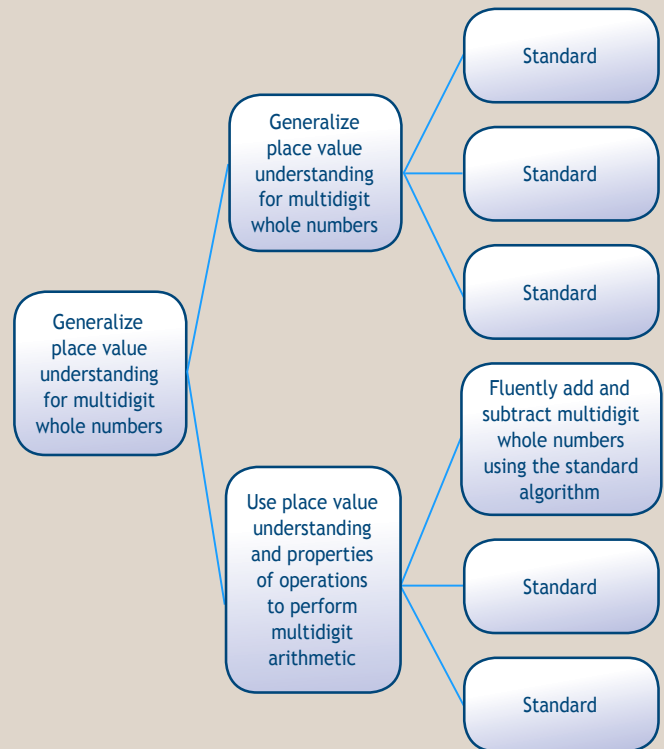 Generalize
place value
understanding
for multidigit
whole numbers
Generalize
place value
understanding
for multidigit
whole numbers
Standard
Standard
Standard
Use place value
understanding
and properties
of operations
to perform
multidigit
arithmetic
Fluently add and
subtract multidigit
whole numbers
using the standard
algorithm
Standard
Standard